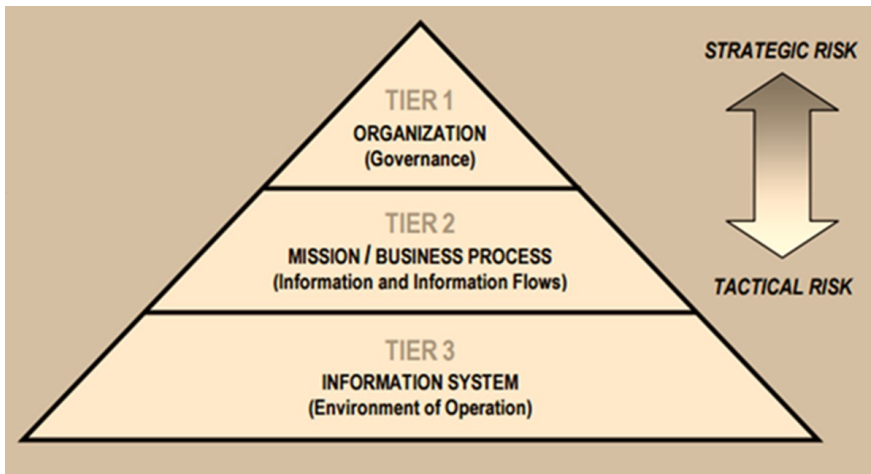 STRATEGIC RISK
TIER 1
ORGANIZATION
(Governance)
TIER 2
MISSION / BUSINESS PROCESS
(Information and Information Flows)
TACTICAL RISK
TIER 3
INFORMATION SYSTEM
(Environment of Operation)